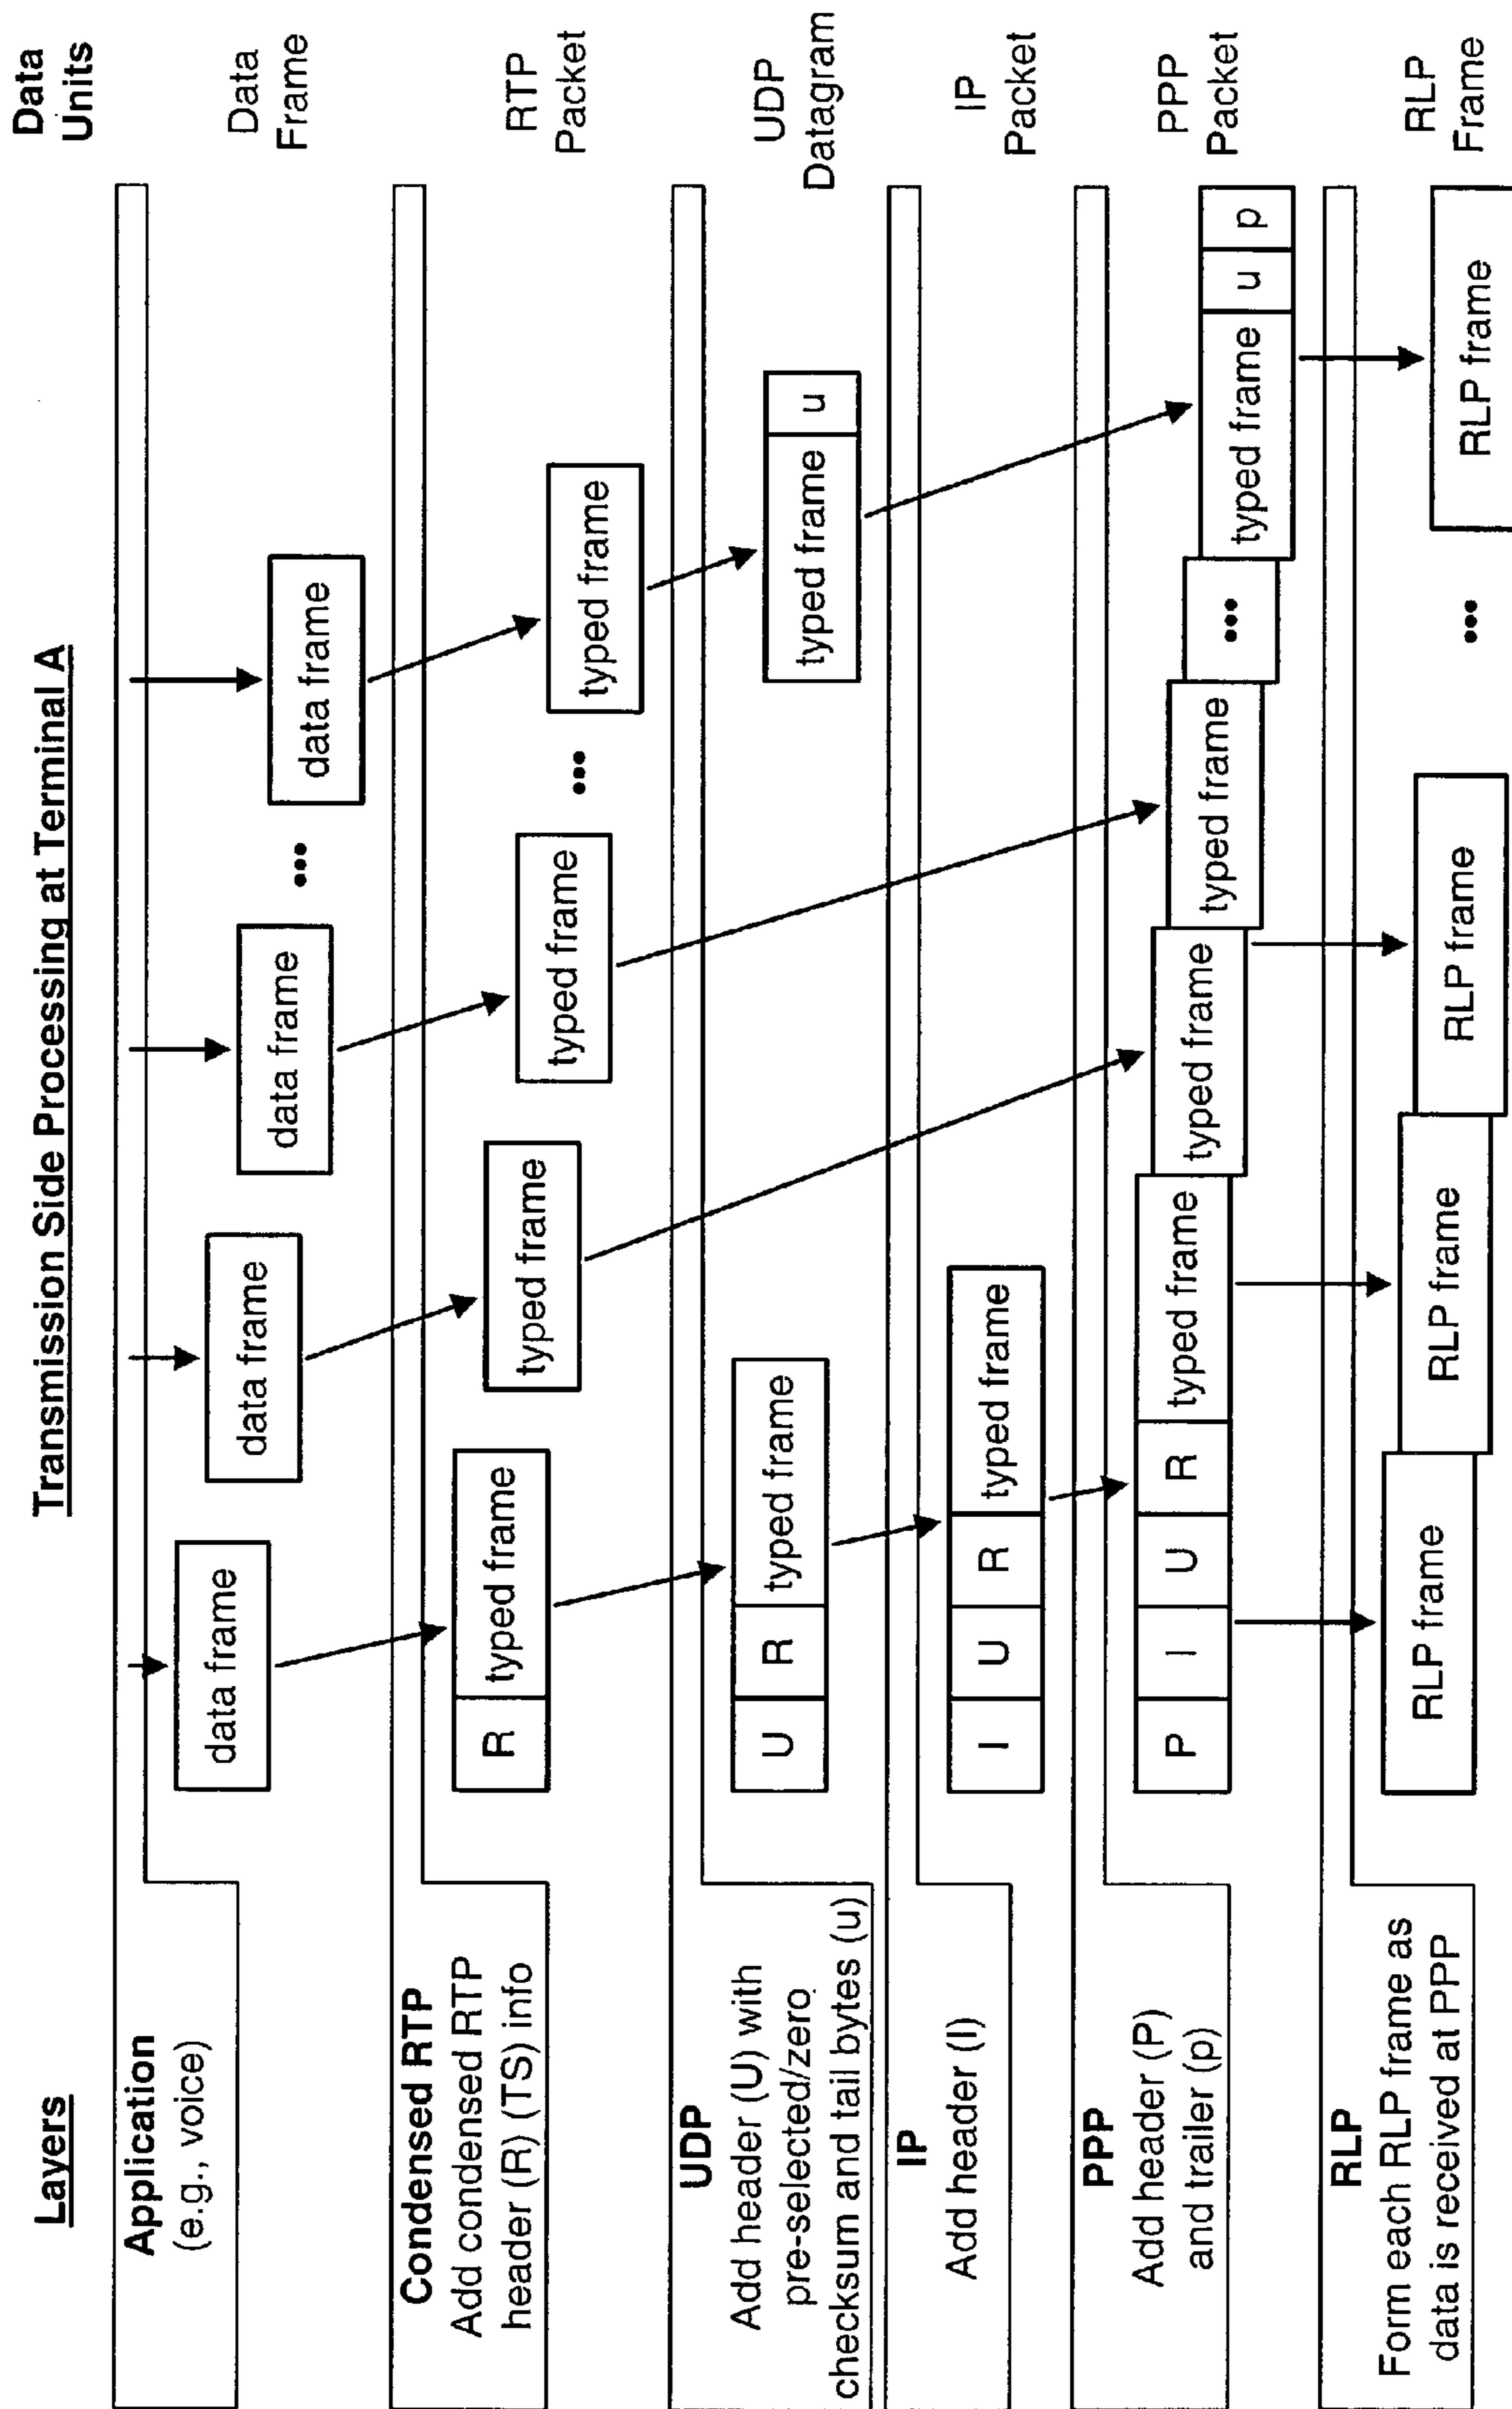 Transmission Side Processing at Terminal A
Layers
Data
Units
Application
(e.g., voice)
data frame
data frame
data frame
•••
data frame
Data
Frame
Condensed RTP
Add condensed RTP
header (R) (TS) info
R
typed frame
typed frame
typed frame
•••
typed frame
RTP
Packet
UDP
Add header (U) with
pre-selected/zero
checksum and tail bytes (u)
U
R
typed frame
typed frame
u
UDP
Datagram
IP
Add header (I)
I
U
R
typed frame
IP
Packet
PPP
Add header (P)
and trailer (p)
P
I
U
R
typed frame
typed frame
typed frame
•••
typed frame
u
p
PPP
Packet
RLP
Form each RLP frame as
data is received at PPP
RLP frame
RLP frame
RLP frame
•••
RLP frame
RLP
Frame